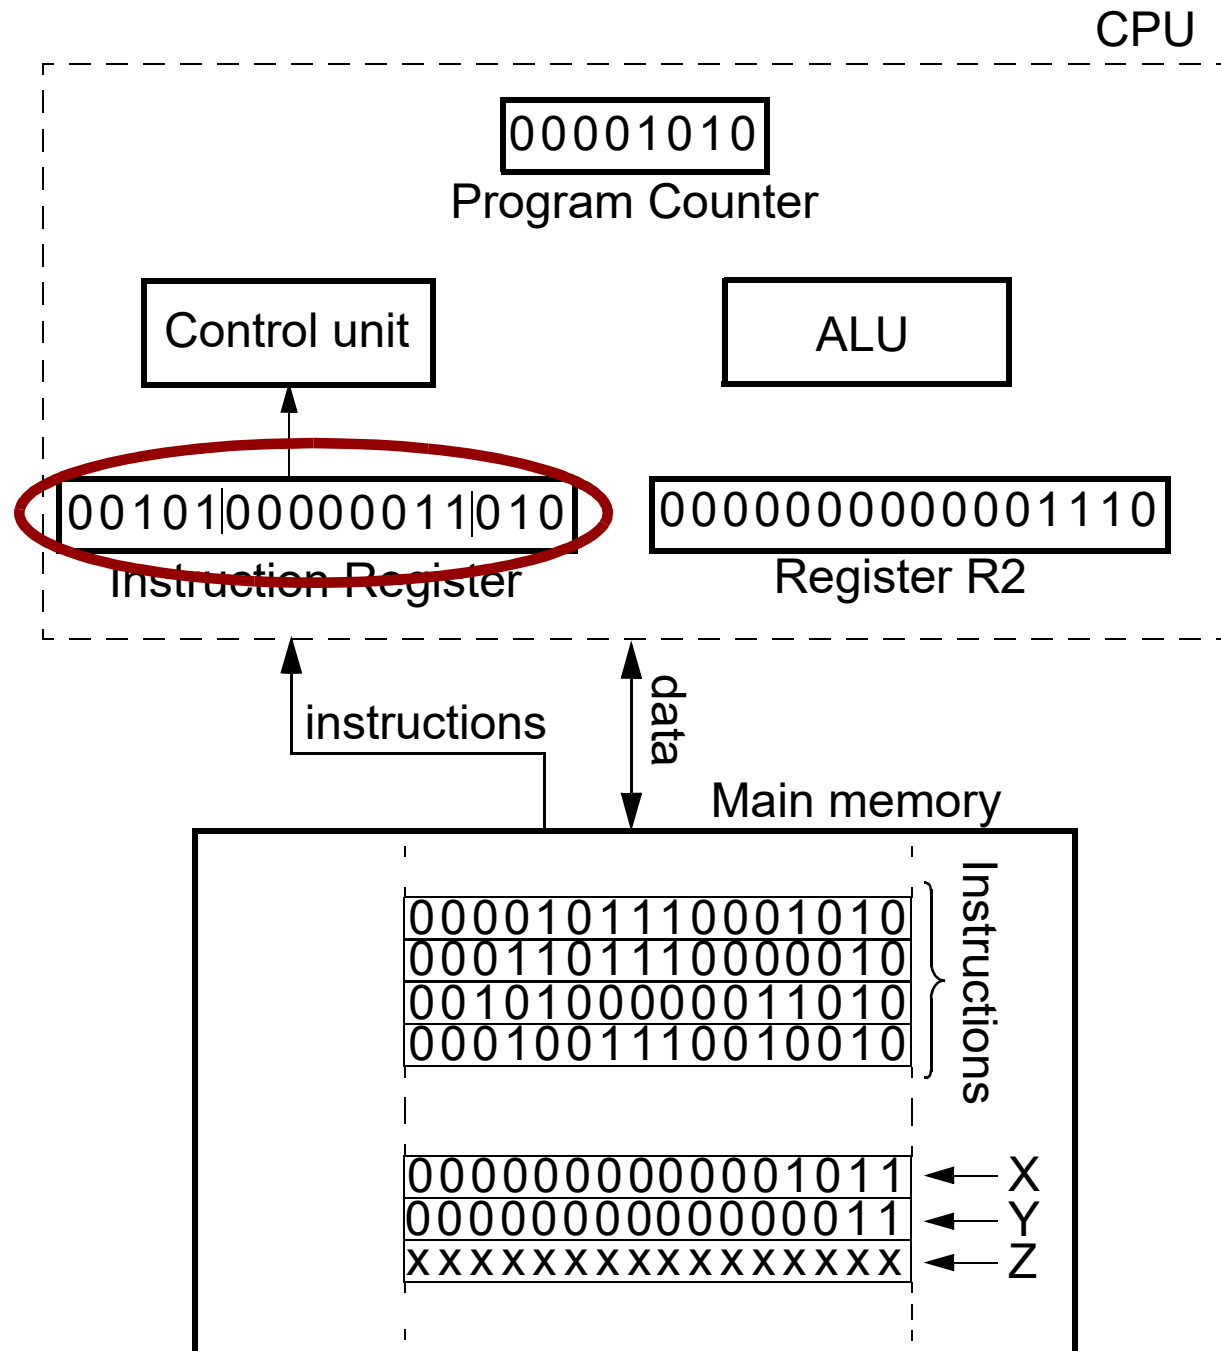 CPU
00001010
Program Counter
Control unit
ALU
00101 00000011 010
0000000000001110
Instruction Register
Register R2
instructions
data
Main memory
0000101110001010
0001101110000010
0010100000011010
0001001110010010
Instructions
0000000000001011
X
0000000000000011
Y
xxxxxxxxxxxxxxxx
Z